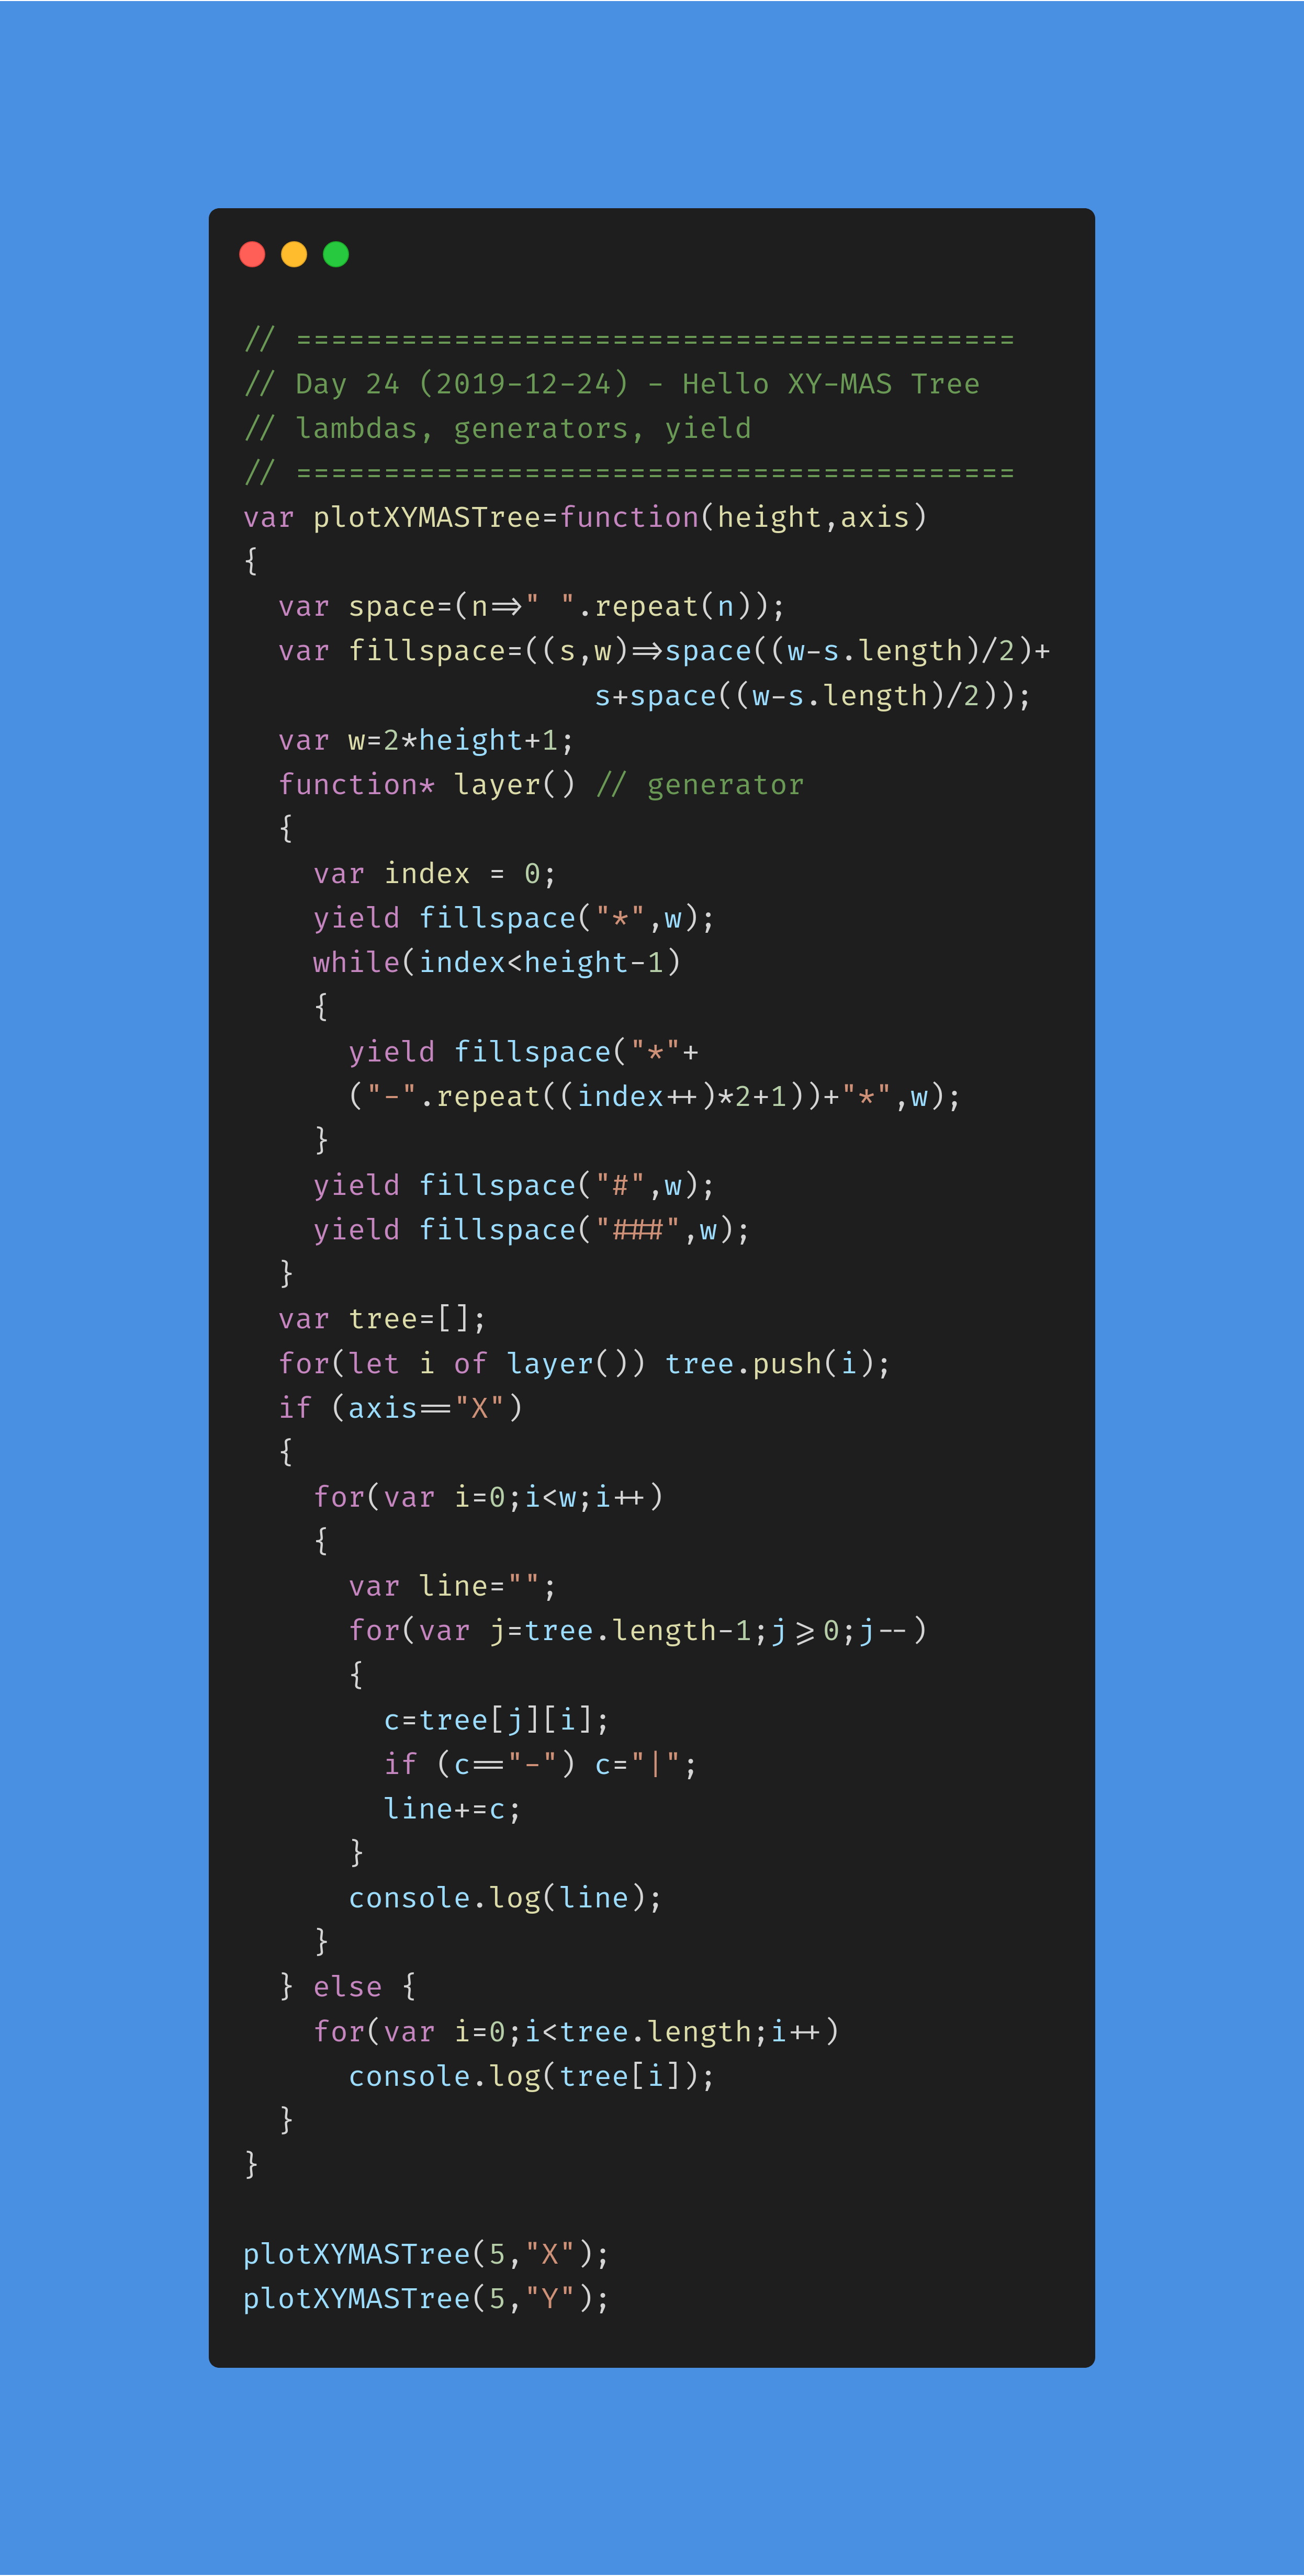 // =========================================
// Day 24 (2019-12-24) - Hello XY-MAS Tree
// lambdas, generators, yield
// =========================================
var plotXYMASTree=function(height,axis)
{
  var space=(n=>" ".repeat(n));
  var fillspace=((s,w)=>space((w-s.length)/2)+
                    s+space((w-s.length)/2));
  var w=2*height+1;
  function* layer() // generator
  {
    var index = 0;
    yield fillspace("*",w);
    while(index<height-1)
    {
      yield fillspace("*"+
      ("-".repeat((index++)*2+1))+"*",w);
    }
    yield fillspace("#",w);
    yield fillspace("###",w);
  }
  var tree=[];
  for(let i of layer()) tree.push(i);
  if (axis=="X")
  {
    for(var i=0;i<w;i++)
    {
      var line="";
      for(var j=tree.length-1;j>=0;j--)
      {
        c=tree[j][i];
        if (c=="-") c="|";
        line+=c;
      }
      console.log(line);
    }
  } else {
    for(var i=0;i<tree.length;i++)
      console.log(tree[i]);
  }
}

plotXYMASTree(5,"X");
plotXYMASTree(5,"Y");